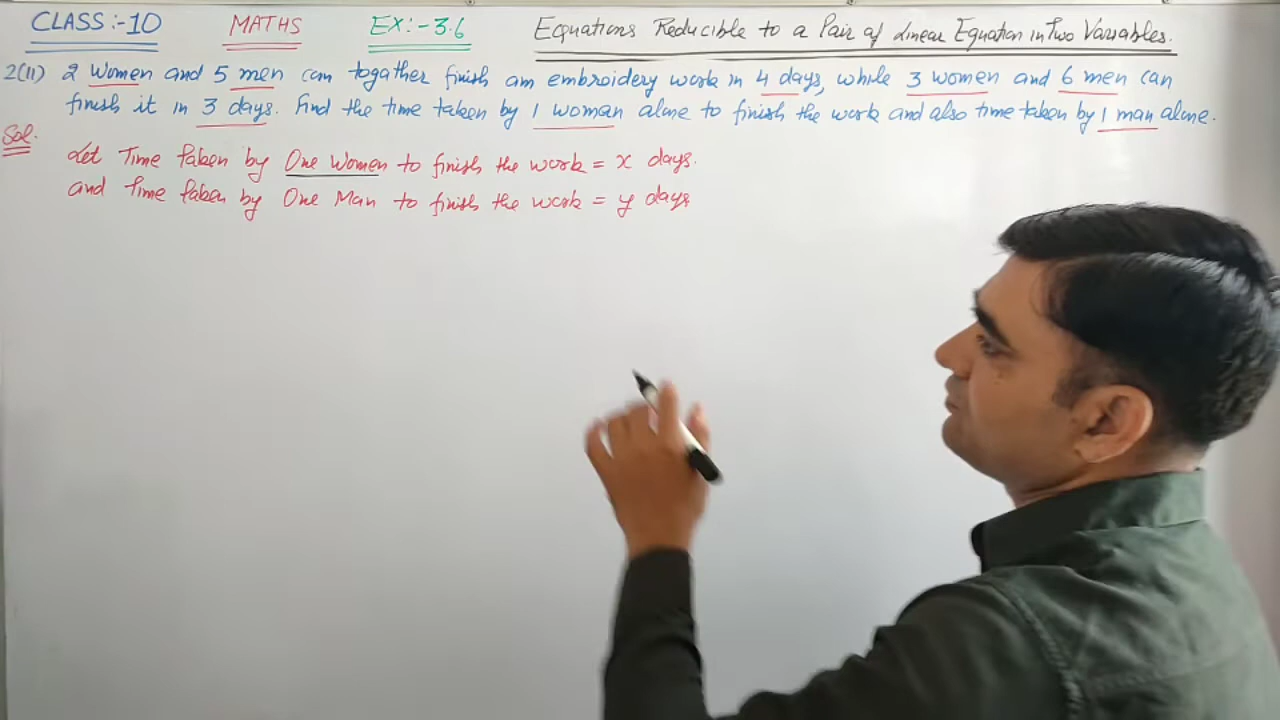 CLASS:-10 MATHS EX:-3.6 Equations Reducible to a Pair of Linear Equation in Two Variables.
2(II) 2 Women and 5 men can togather finish am embroidery work in 4 days, while 3 women and 6 men can
finish it in 3 days. Find the time taken by 1 woman alone to finish the work and also time taken by 1 man alone.
Sol.
Let Time taken by One Women to finish the work = x days.
and time taken by One Man to finish the work = y days